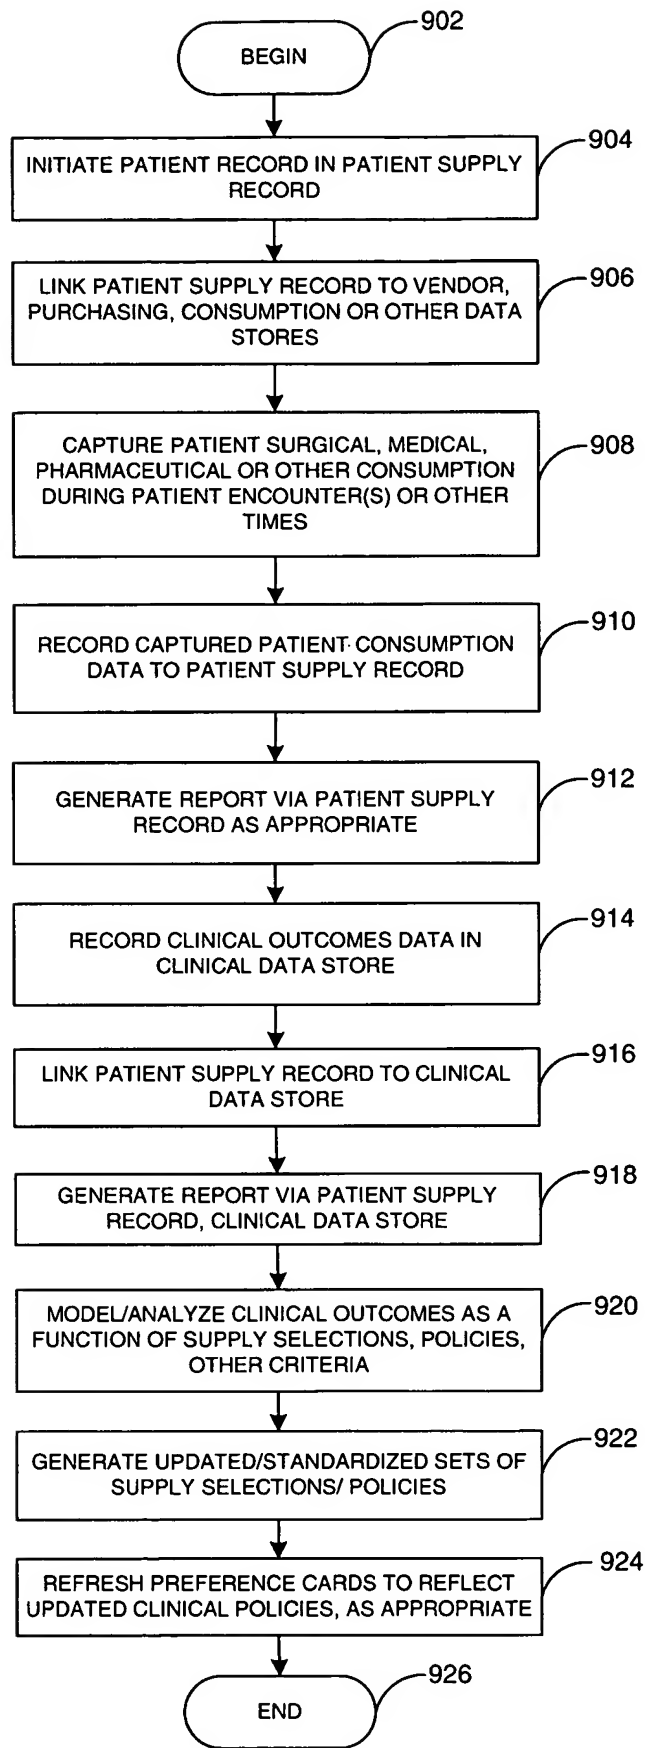 902
BEGIN
904
INITIATE PATIENT RECORD IN PATIENT SUPPLY
RECORD
906
LINK PATIENT SUPPLY RECORD TO VENDOR,
PURCHASING, CONSUMPTION OR OTHER DATA
STORES
908
CAPTURE PATIENT SURGICAL, MEDICAL,
PHARMACEUTICAL OR OTHER CONSUMPTION
DURING PATIENT ENCOUNTER(S) OR OTHER
TIMES
910
RECORD CAPTURED PATIENT CONSUMPTION
DATA TO PATIENT SUPPLY RECORD
912
GENERATE REPORT VIA PATIENT SUPPLY
RECORD AS APPROPRIATE
914
RECORD CLINICAL OUTCOMES DATA IN
CLINICAL DATA STORE
916
LINK PATIENT SUPPLY RECORD TO CLINICAL
DATA STORE
918
GENERATE REPORT VIA PATIENT SUPPLY
RECORD, CLINICAL DATA STORE
920
MODEL/ANALYZE CLINICAL OUTCOMES AS A
FUNCTION OF SUPPLY SELECTIONS, POLICIES,
OTHER CRITERIA
922
GENERATE UPDATED/STANDARDIZED SETS OF
SUPPLY SELECTIONS/ POLICIES
924
REFRESH PREFERENCE CARDS TO REFLECT
UPDATED CLINICAL POLICIES, AS APPROPRIATE
926
END